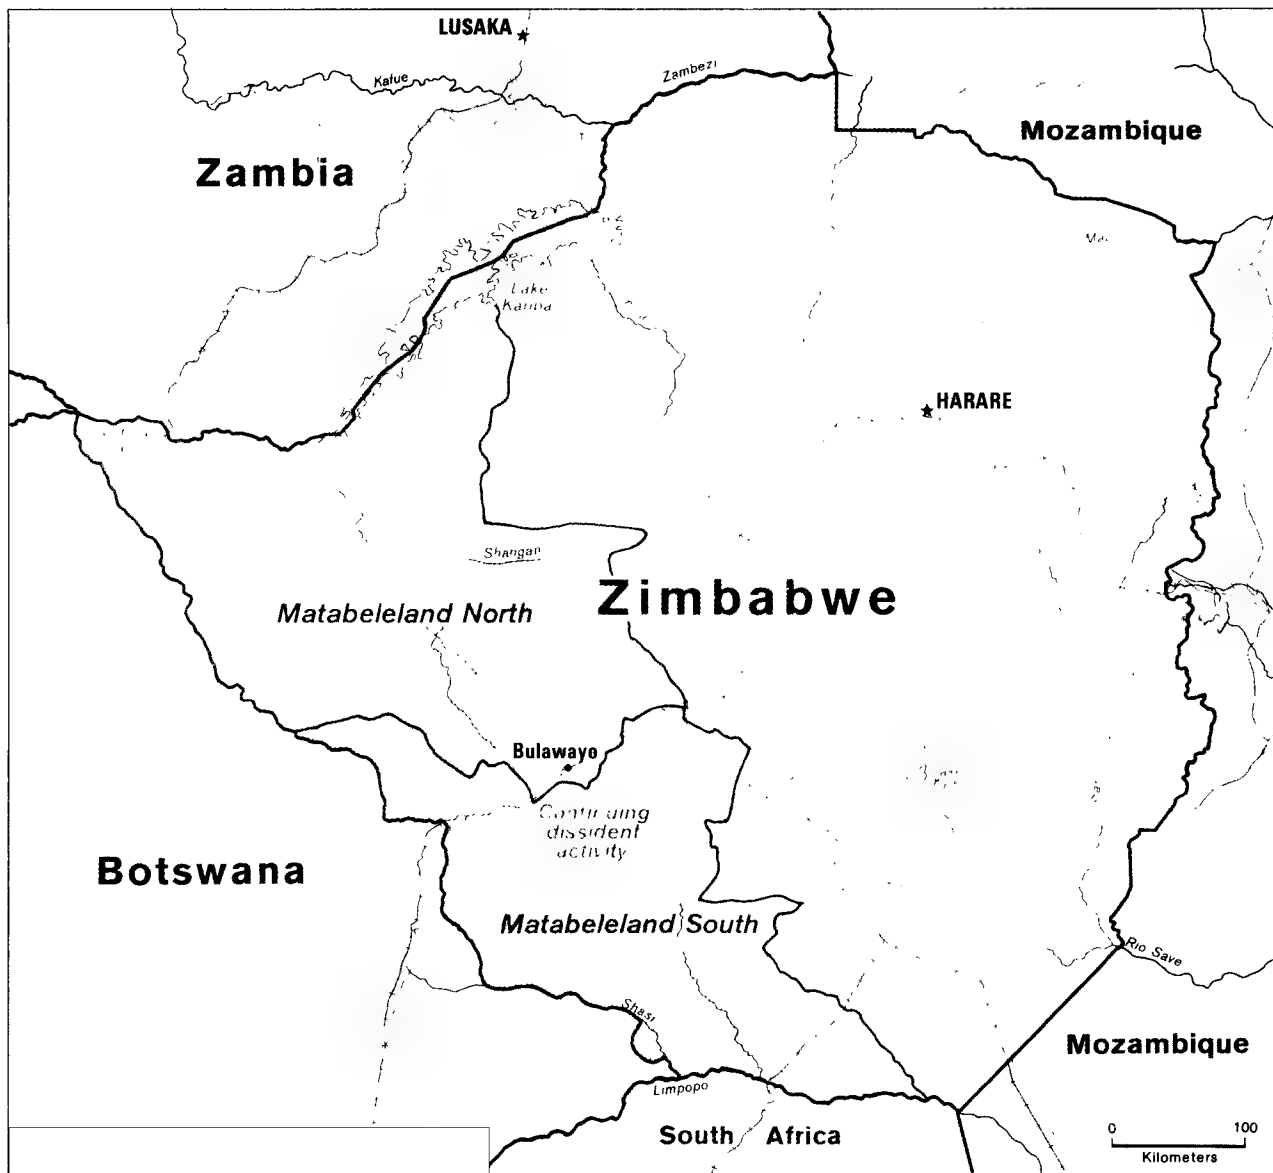 LUSAKA
Kafue
Zambezi
Mozambique
Zambia
Lake
Kariba
HARARE
Shangan
Zimbabwe
Matabeleland North
Bulawayo
Continuing
dissident
activity
Botswana
Matabeleland South
Rio Save
Shasi
Mozambique
Limpopo
South Africa
0 100
Kilometers